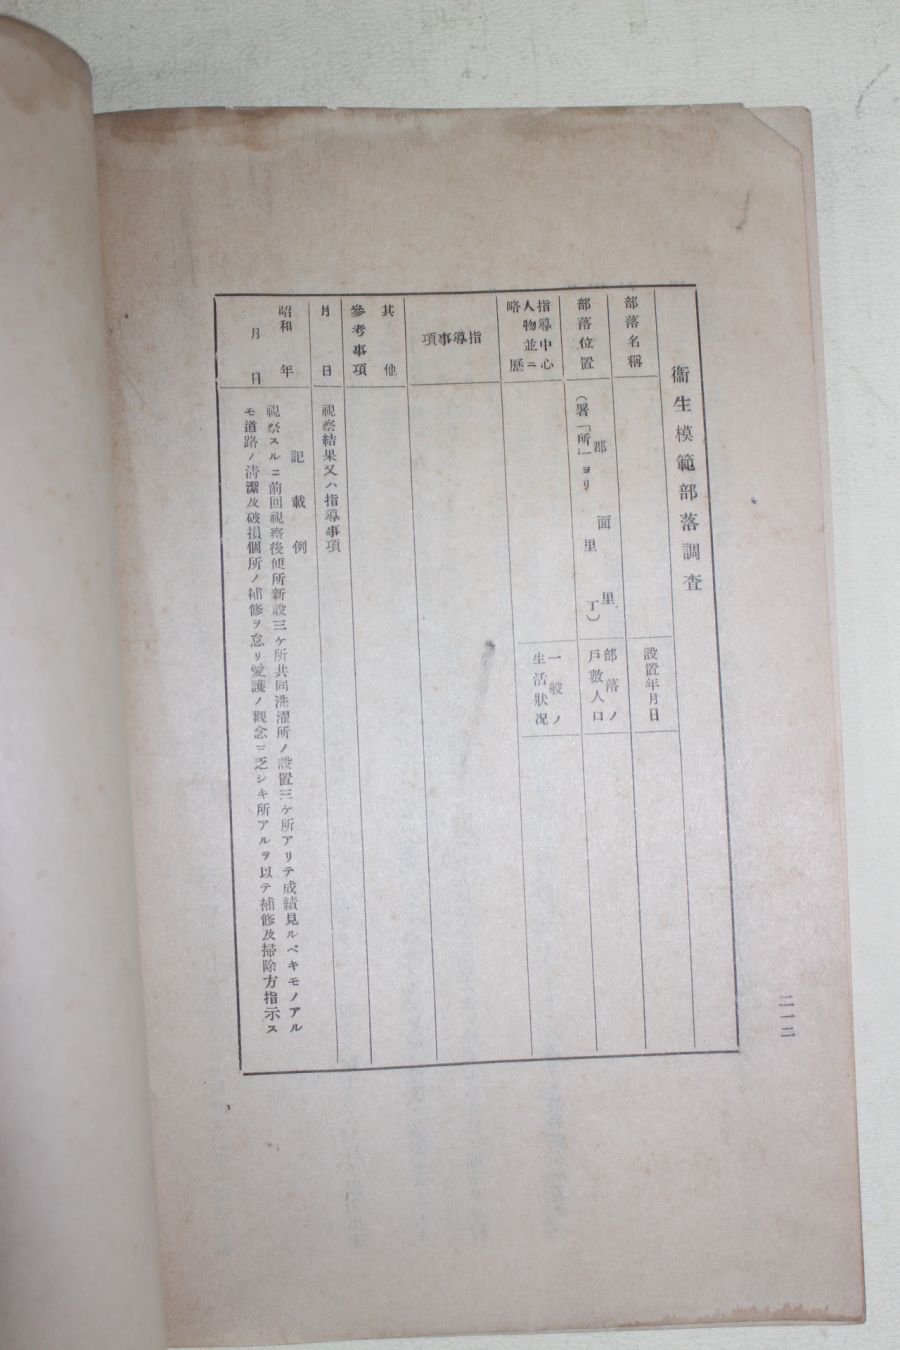 衞生模範部落調査
部落名稱
設置年月日
部落位置
郡 面 里
(署「所」ヨリ 里 丁)
部落ノ
戸數人口
指導中心
人物並ニ
略歷
一般ノ
生活狀况
指導事項
其他
參考事項
月日
視察結果又ハ指導事項
昭和 年
月 日
記載例
視察スルニ前回視察後便所新設三ケ所共同洗濯所ノ設置三ケ所アリテ成績見ルベキモノアル
モ道路ノ淸潔及破損個所ノ補修ヲ怠リ愛護ノ觀念ニ乏シキ所アルヲ以テ補修及掃除方指示ス
二一二